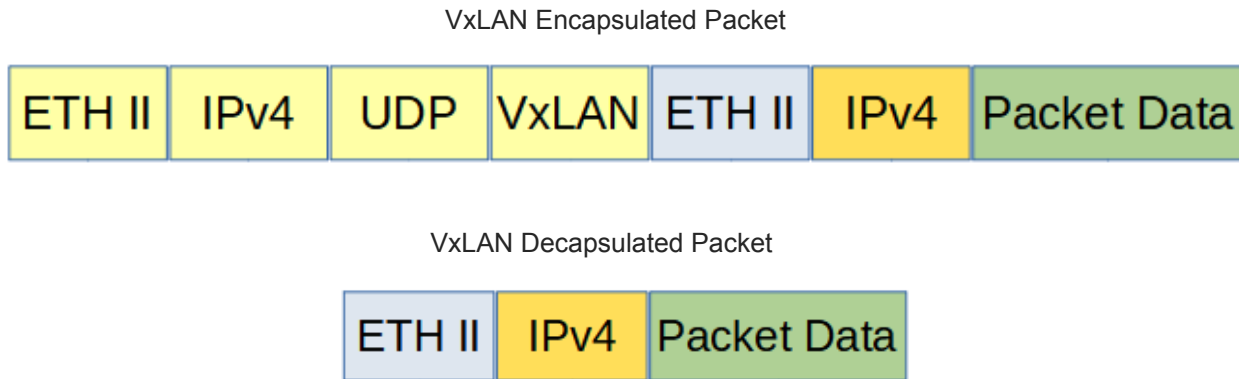 VxLAN Encapsulated Packet
ETH II IPv4 UDP VxLAN ETH II IPv4 Packet Data
VxLAN Decapsulated Packet
ETH II IPv4 Packet Data